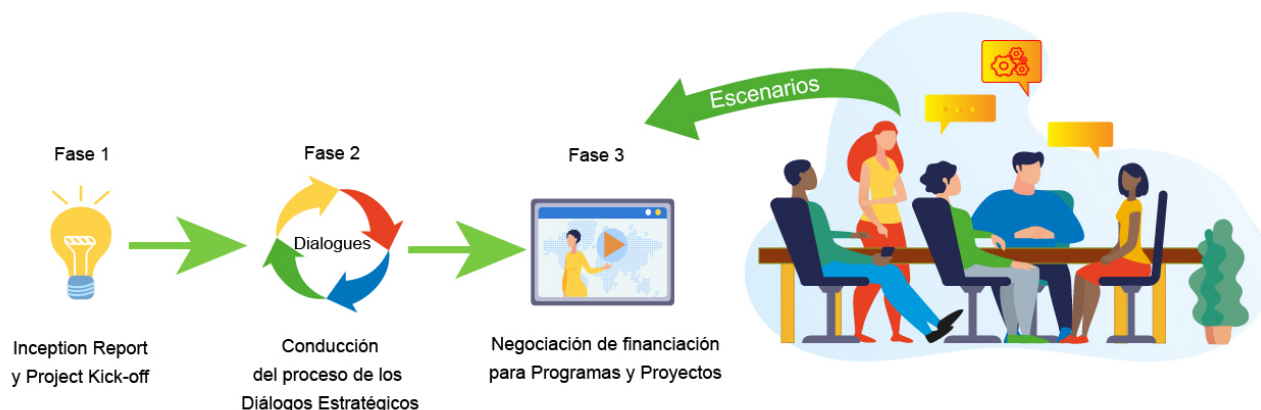 Fase 1
Inception Report
y Project Kick-off
Fase 2
Dialogues
Conducción
del proceso de los
Diálogos Estratégicos
Fase 3
Negociación de financiación
para Programas y Proyectos
Escenarios